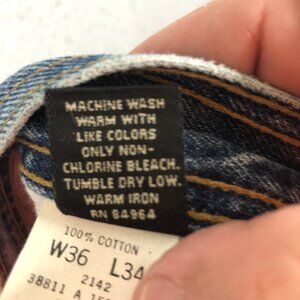 MACHINE WASH
WARM WITH
LIKE COLORS
ONLY NON-
CHLORINE BLEACH.
TUMBLE DRY LOW.
WARM IRON
RN 84964
100% COTTON
W36 L34
2142
38811 A